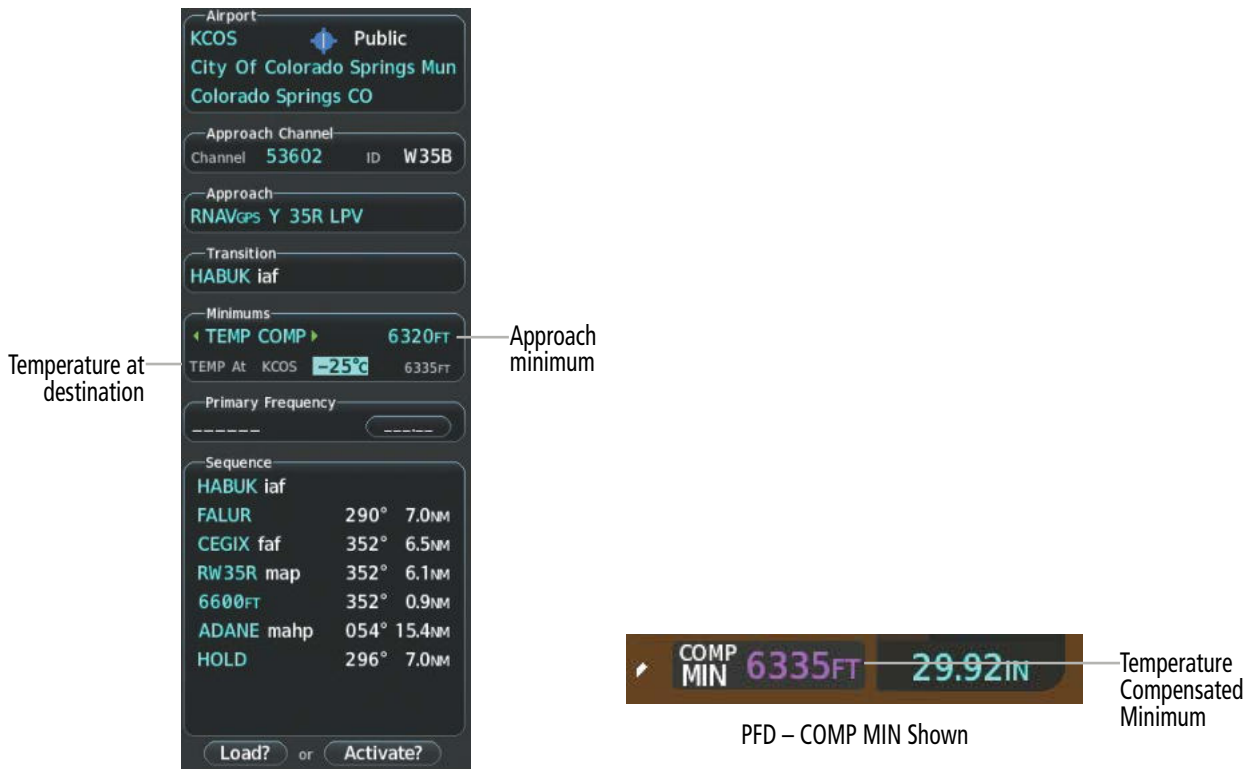 Airport
KCOS Public
City Of Colorado Springs Mun
Colorado Springs CO
Approach Channel
Channel 53602 ID W35B
Approach
RNAVGPS Y 35R LPV
Transition
HABUK iaf
Minimums
TEMP COMP 6320FT
TEMP At KCOS -25°C 6335FT
Temperature at
destination
Approach
minimum
Primary Frequency
______ ___.__
Sequence
HABUK iaf
FALUR 290° 7.0NM
CEGIX faf 352° 6.5NM
RW35R map 352° 6.1NM
6600FT 352° 0.9NM
ADANE mahp 054° 15.4NM
HOLD 296° 7.0NM
Load? or Activate?
COMP
MIN 6335FT 29.92IN
Temperature
Compensated
Minimum
PFD – COMP MIN Shown